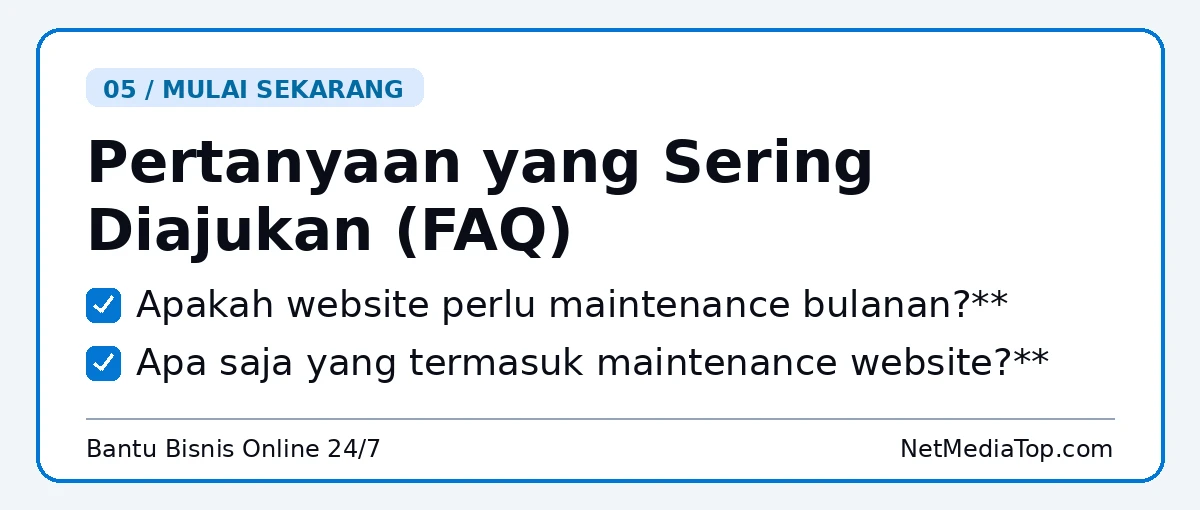 05 / MULAI SEKARANG
Pertanyaan yang Sering
Diajukan (FAQ)
Apakah website perlu maintenance bulanan?**
Apa saja yang termasuk maintenance website?**
Bantu Bisnis Online 24/7
NetMediaTop.com